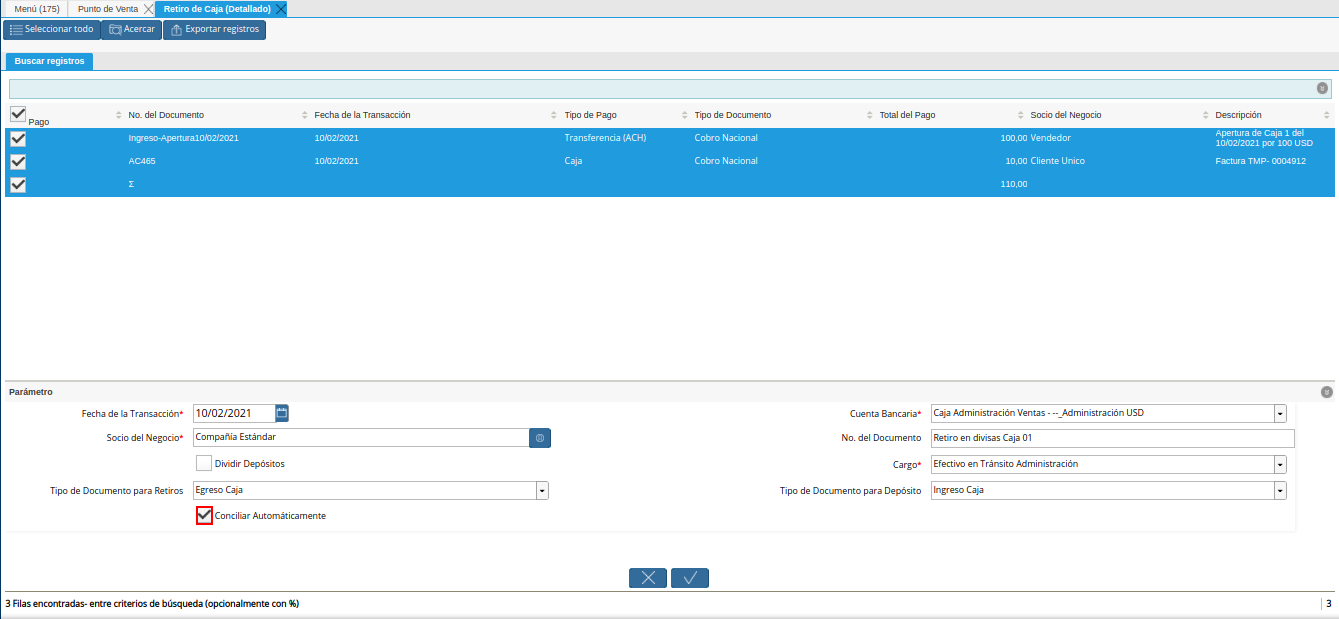 Menú (175) Punto de Venta Retiro de Caja (Detallado)
Seleccionar todo Acercar Exportar registros
Buscar registros
Pago No. del Documento Fecha de la Transacción Tipo de Pago Tipo de Documento Total del Pago Socio del Negocio Descripción
Ingreso-Apertura10/02/2021 10/02/2021 Transferencia (ACH) Cobro Nacional 100,00 Vendedor Apertura de Caja 1 del
10/02/2021 por 100 USD
AC465 10/02/2021 Caja Cobro Nacional 10,00 Cliente Unico Factura TMP- 0004912
Σ 110,00
Parámetro
Fecha de la Transacción* 10/02/2021 Cuenta Bancaria* Caja Administración Ventas - --_Administración USD
Socio del Negocio* Compañía Estándar No. del Documento Retiro en divisas Caja 01
Dividir Depósitos Cargo* Efectivo en Tránsito Administración
Tipo de Documento para Retiros Egreso Caja Tipo de Documento para Depósito Ingreso Caja
Conciliar Automáticamente
3 Filas encontradas- entre criterios de búsqueda (opcionalmente con %) 3